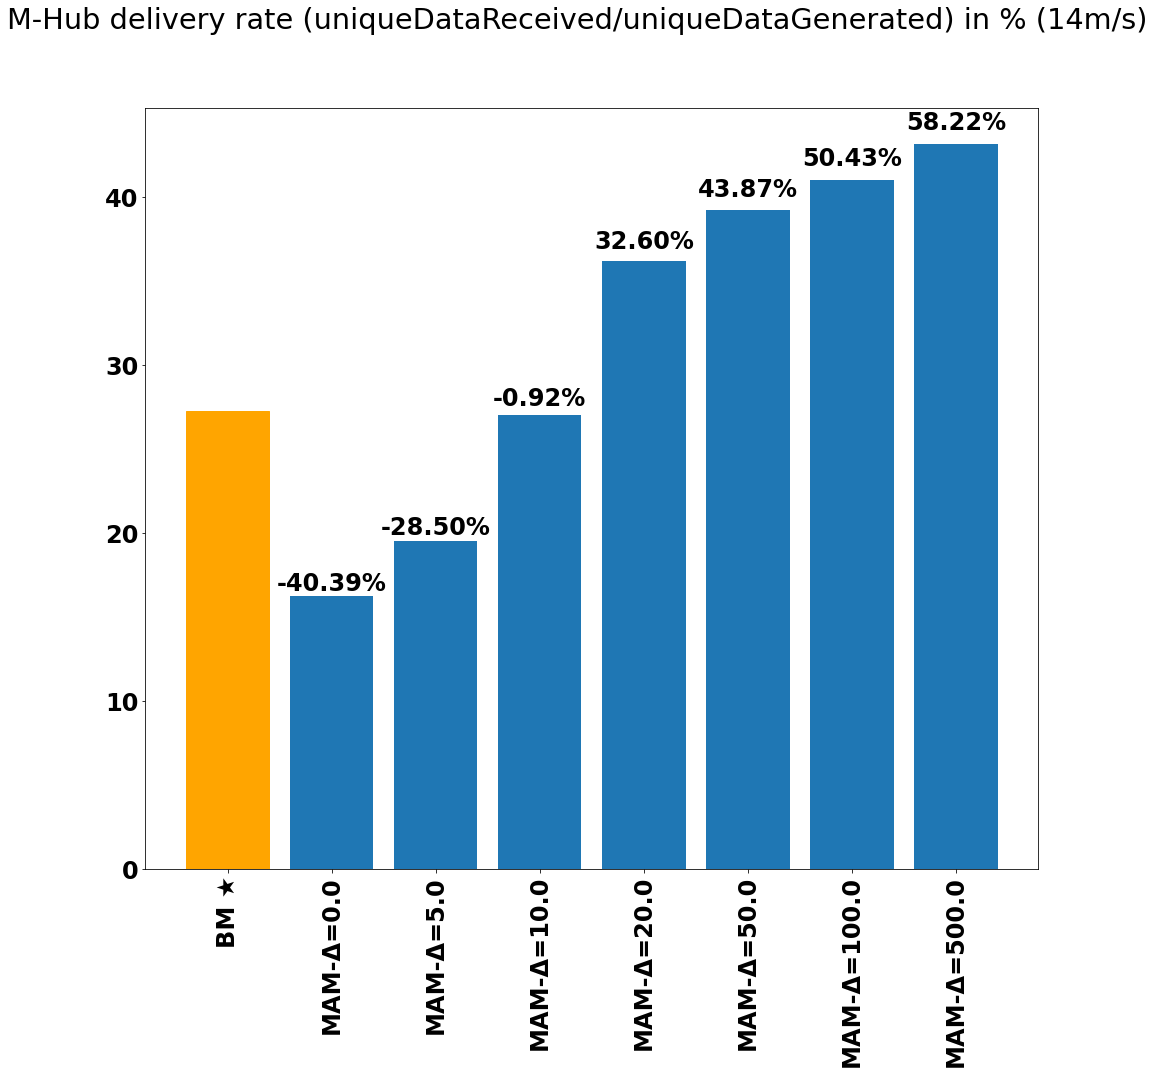 M-Hub delivery rate (uniqueDataReceived/uniqueDataGenerated) in % (14m/s)
58.22%
50.43%
43.87%
32.60%
-0.92%
-28.50%
-40.39%
40
30
20
10
0
BM ★
MAM-Δ=0.0
MAM-Δ=5.0
MAM-Δ=10.0
MAM-Δ=20.0
MAM-Δ=50.0
MAM-Δ=100.0
MAM-Δ=500.0